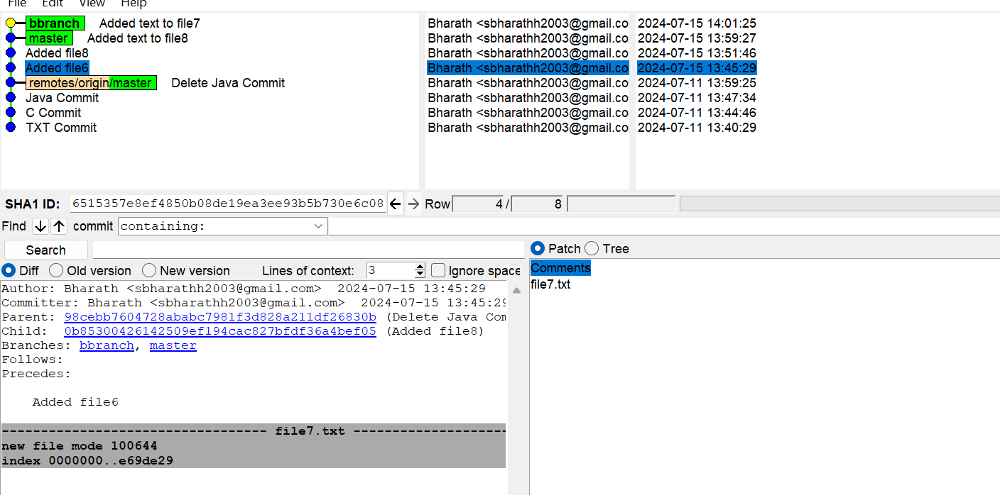 File Edit View Help
bbranch Added text to file7 Bharath <sbharathh2003@gmail.co 2024-07-15 14:01:25
master Added text to file8 Bharath <sbharathh2003@gmail.co 2024-07-15 13:59:27
Added file8 Bharath <sbharathh2003@gmail.co 2024-07-15 13:51:46
Added file6 Bharath <sbharathh2003@gmail.co 2024-07-15 13:45:29
remotes/origin/master Delete Java Commit Bharath <sbharathh2003@gmail.co 2024-07-11 13:59:25
Java Commit Bharath <sbharathh2003@gmail.co 2024-07-11 13:47:34
C Commit Bharath <sbharathh2003@gmail.co 2024-07-11 13:44:46
TXT Commit Bharath <sbharathh2003@gmail.co 2024-07-11 13:40:29
SHA1 ID: 6515357e8ef4850b08de19ea3ee93b5b730e6c08 ← → Row 4 / 8
Find ↓ ↑ commit containing:
Search
Patch Tree
Diff Old version New version Lines of context: 3 Ignore space
Comments
file7.txt
Author: Bharath <sbharathh2003@gmail.com> 2024-07-15 13:45:29
Committer: Bharath <sbharathh2003@gmail.com> 2024-07-15 13:45:29
Parent: 98cebb7604728ababc7981f3d828a211df26830b (Delete Java Com
Child: 0b85300426142509ef194cac827bfdf36a4bef05 (Added file8)
Branches: bbranch, master
Follows:
Precedes:
Added file6
---------------------------------- file7.txt --------------------
new file mode 100644
index 0000000..e69de29